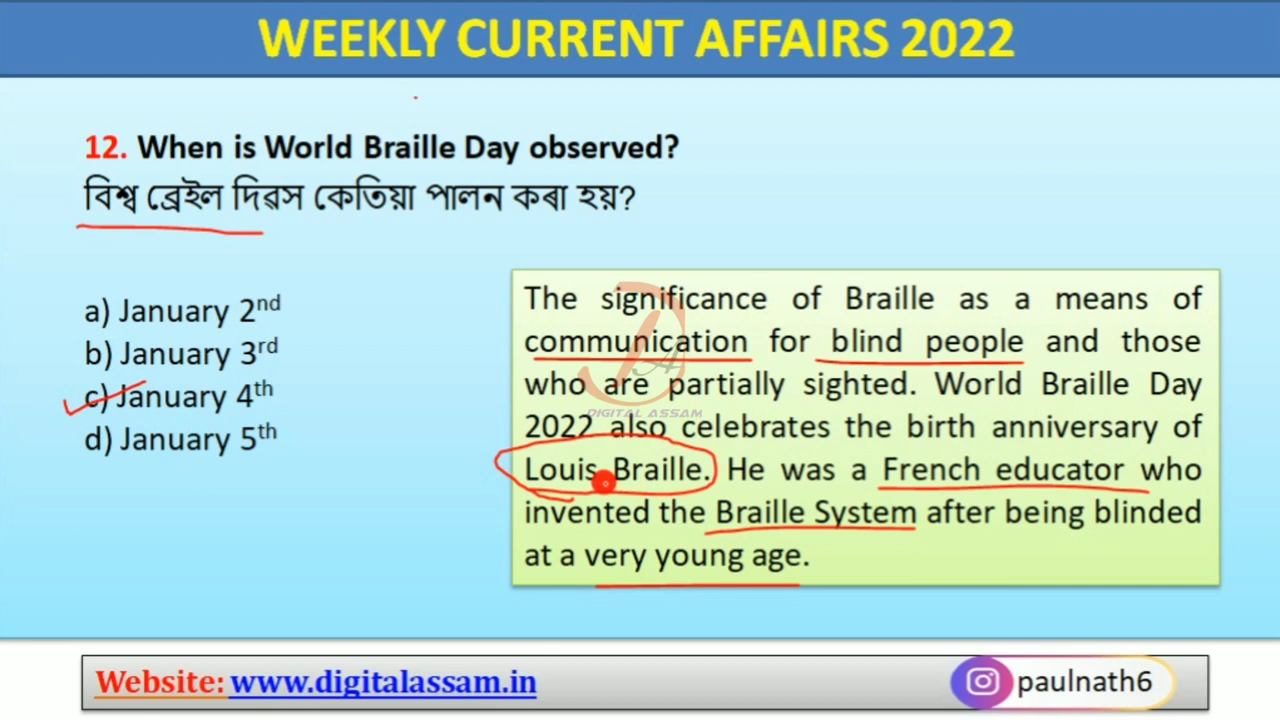 WEEKLY CURRENT AFFAIRS 2022
12. When is World Braille Day observed?
বিশ্ব ব্ৰেইল দিৱস কেতিয়া পালন কৰা হয়?
a) January 2nd
b) January 3rd
c) January 4th
d) January 5th
The significance of Braille as a means of
communication for blind people and those
who are partially sighted. World Braille Day
2022 also celebrates the birth anniversary of
Louis Braille. He was a French educator who
invented the Braille System after being blinded
at a very young age.
DIGITAL ASSAM
Website: www.digitalassam.in
paulnath6